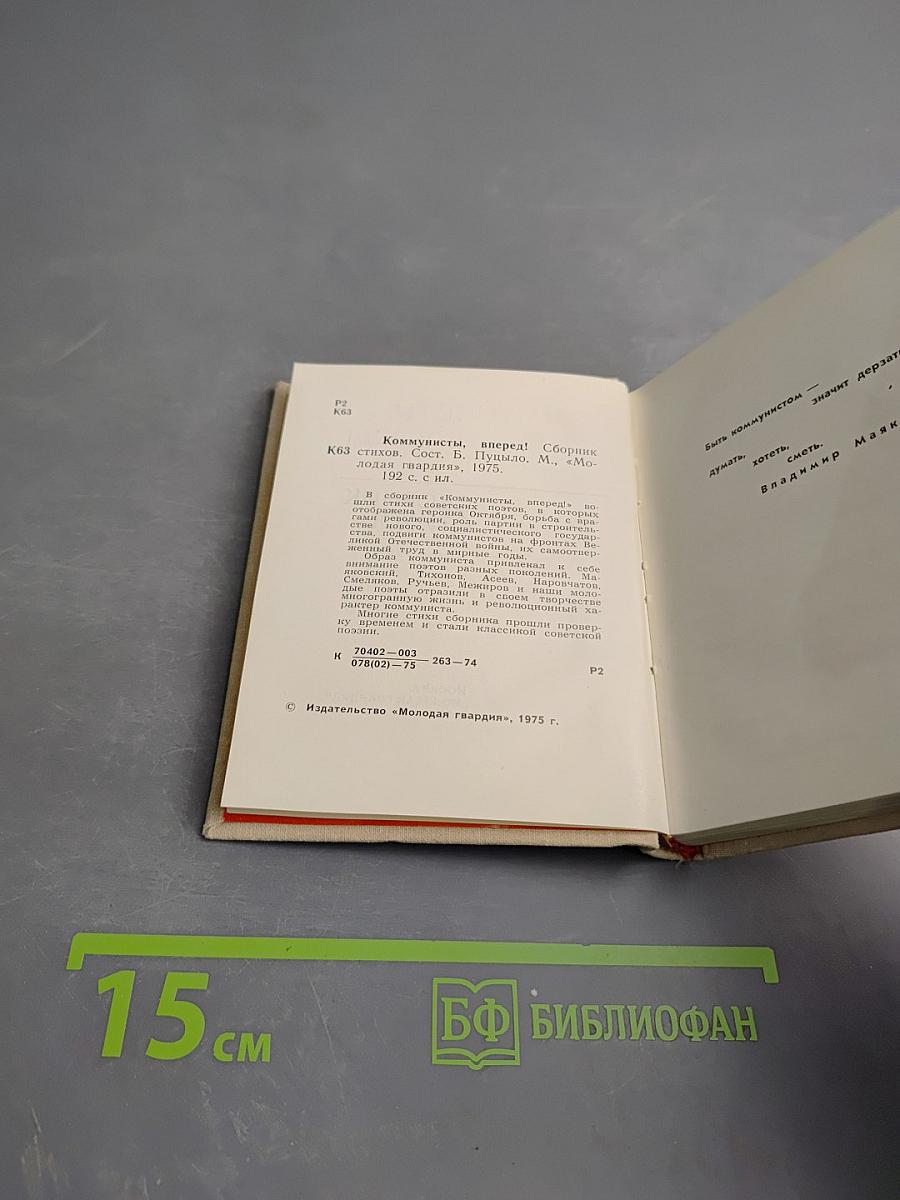 Р2
К63
Коммунисты, вперед! Сборник
К63 стихов. Сост. Б. Пуцыло. М., «Мо-
лодая гвардия», 1975.
192 с. с ил.
В сборник «Коммунисты, вперед!» во-
шли стихи советских поэтов, в которых
отображена героика Октября, борьба с вра-
гами революции, роль партии в строитель-
стве нового, социалистического государ-
ства, подвиги коммунистов на фронтах Ве-
ликой Отечественной войны, их самоотвер-
женный труд в мирные годы.
Образ коммуниста привлекал к себе
внимание поэтов разных поколений. Ма-
яковский, Тихонов, Асеев, Наровчатов,
Смеляков, Ручьев, Межиров и наши моло-
дые поэты отразили в своем творчестве
многогранную жизнь и революционный ха-
рактер коммуниста.
Многие стихи сборника прошли провер-
ку временем и стали классикой советской
поэзии.
К 70402—003
078(02)—75 263—74
Р2
© Издательство «Молодая гвардия», 1975 г.
Быть коммунистом —
значит дерзать,
думать, хотеть,
сметь.
Владимир Маяк
15 см
БФ БИБЛИОФАН